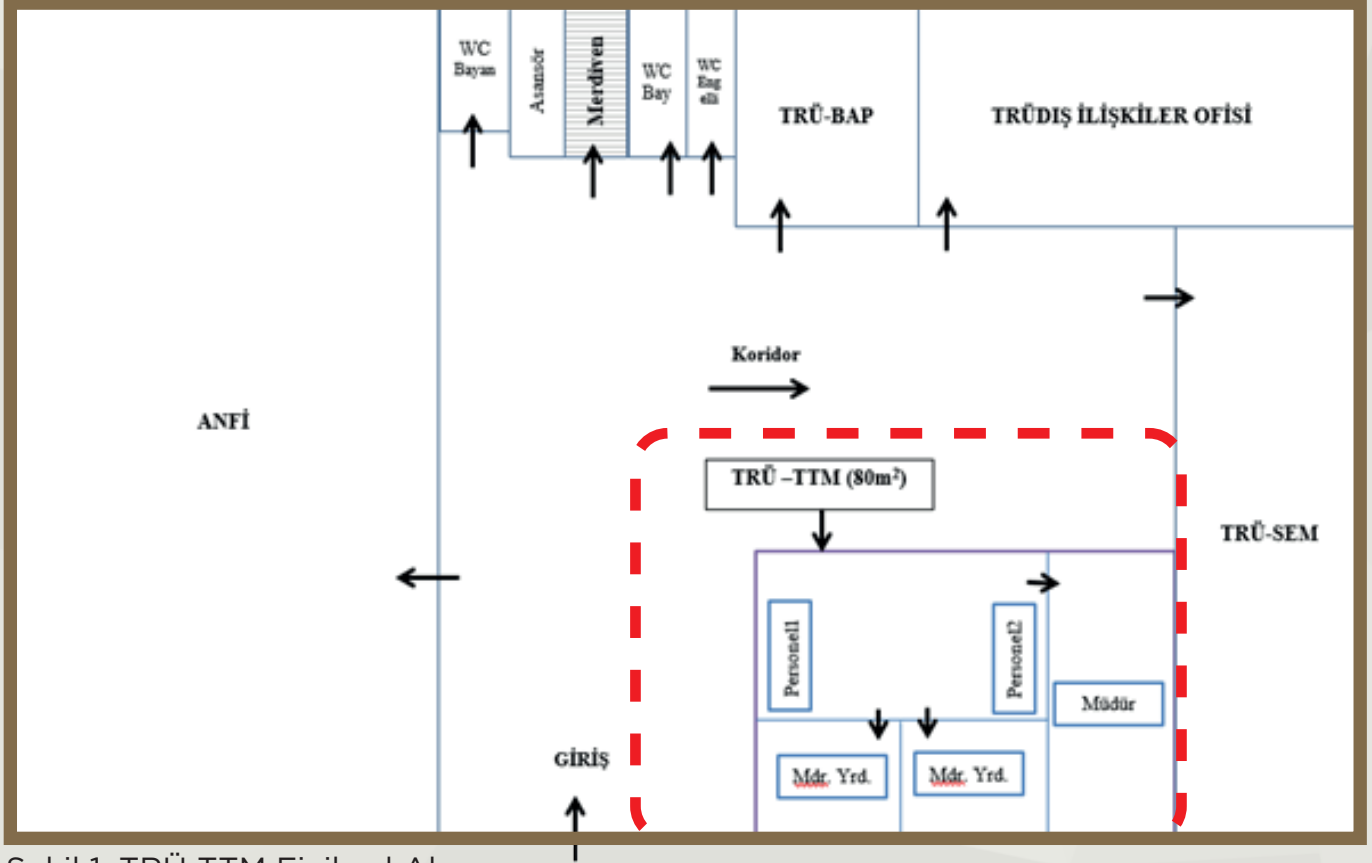 WC
Bayan
Asansör
Merdiven
WC
Bay
WC
Eng
elli
TRÜ-BAP
TRÜDIŞ İLİŞKİLER OFİSİ
Koridor
ANFİ
TRÜ –TTM (80m²)
TRÜ-SEM
Personel1
Personel2
Müdür
GİRİŞ
Mdr. Yrd.
Mdr. Yrd.